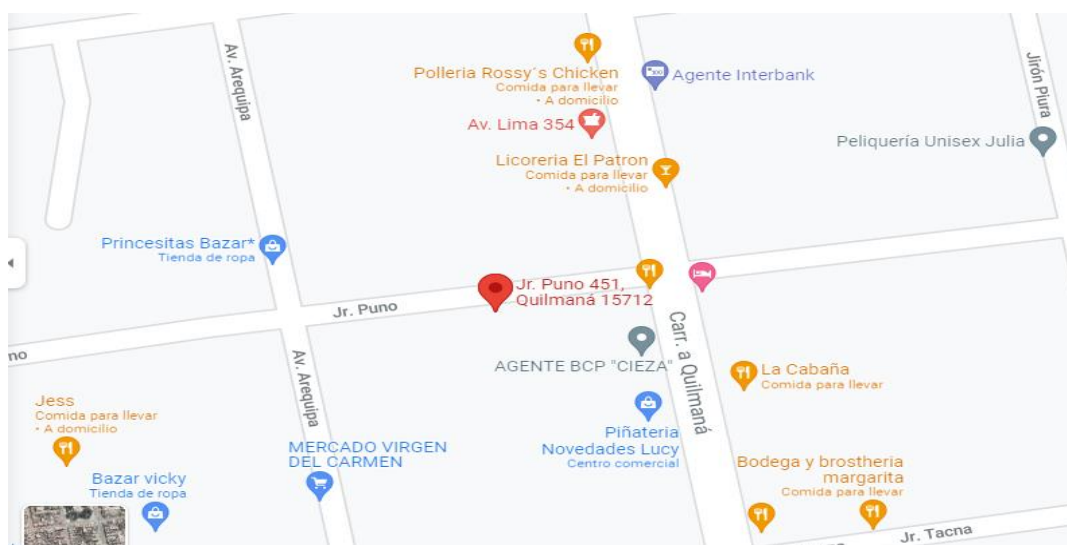 Av. Arequipa
Polleria Rossy´s Chicken
Comida para llevar
· A domicilio
Agente Interbank
Jirón Piura
Av. Lima 354
Peliquería Unisex Julia
Licoreria El Patron
Comida para llevar
· A domicilio
Princesitas Bazar*
Tienda de ropa
Jr. Puno 451,
Quilmaná 15712
Jr. Puno
no
Carr. a Quilmaná
AGENTE BCP "CIEZA"
Av. Arequipa
La Cabaña
Comida para llevar
Jess
Comida para llevar
· A domicilio
Piñateria
Novedades Lucy
Centro comercial
MERCADO VIRGEN
DEL CARMEN
Bodega y brostheria
margarita
Comida para llevar
Bazar vicky
Tienda de ropa
Jr. Tacna